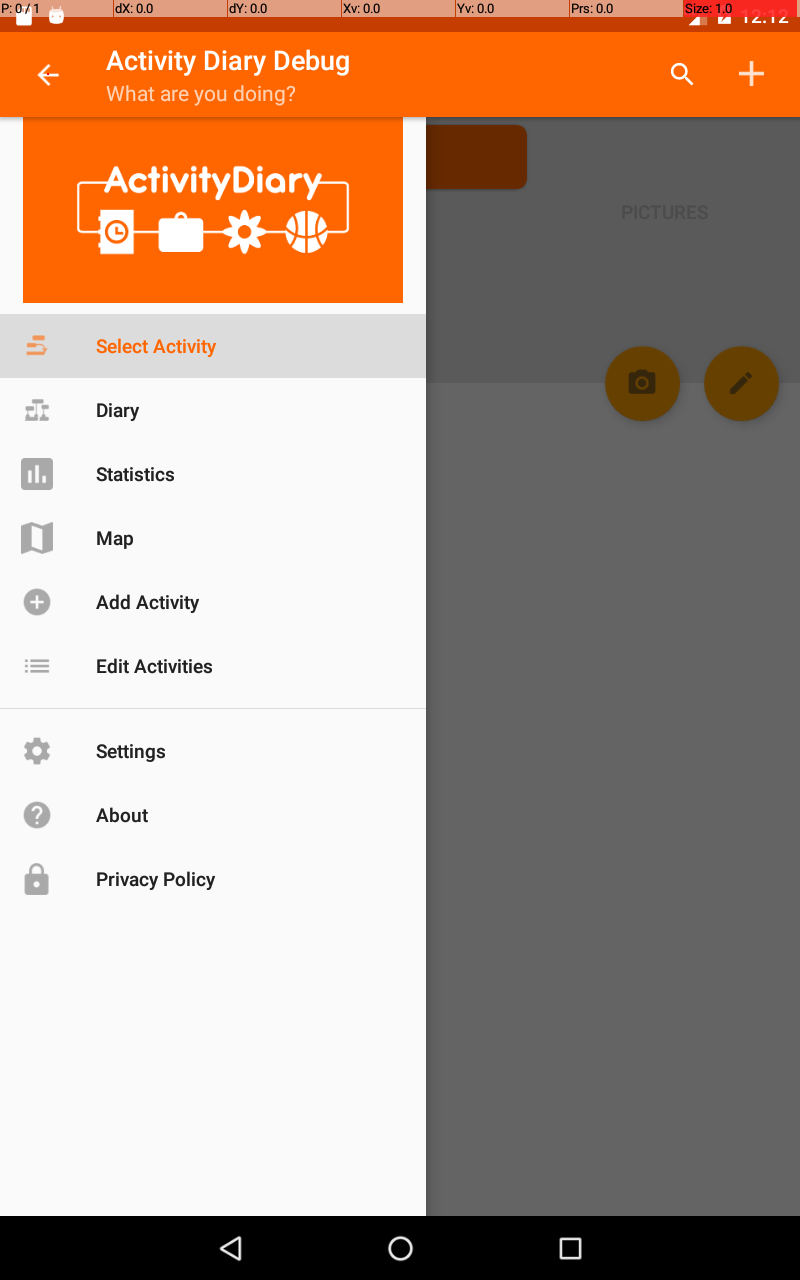 P: 0 / 1 dX: 0.0 dY: 0.0 Xv: 0.0 Yv: 0.0 Prs: 0.0 Size: 1.0
12:12
Activity Diary Debug
What are you doing?
ActivityDiary
PICTURES
Select Activity
Diary
Statistics
Map
Add Activity
Edit Activities
Settings
About
Privacy Policy